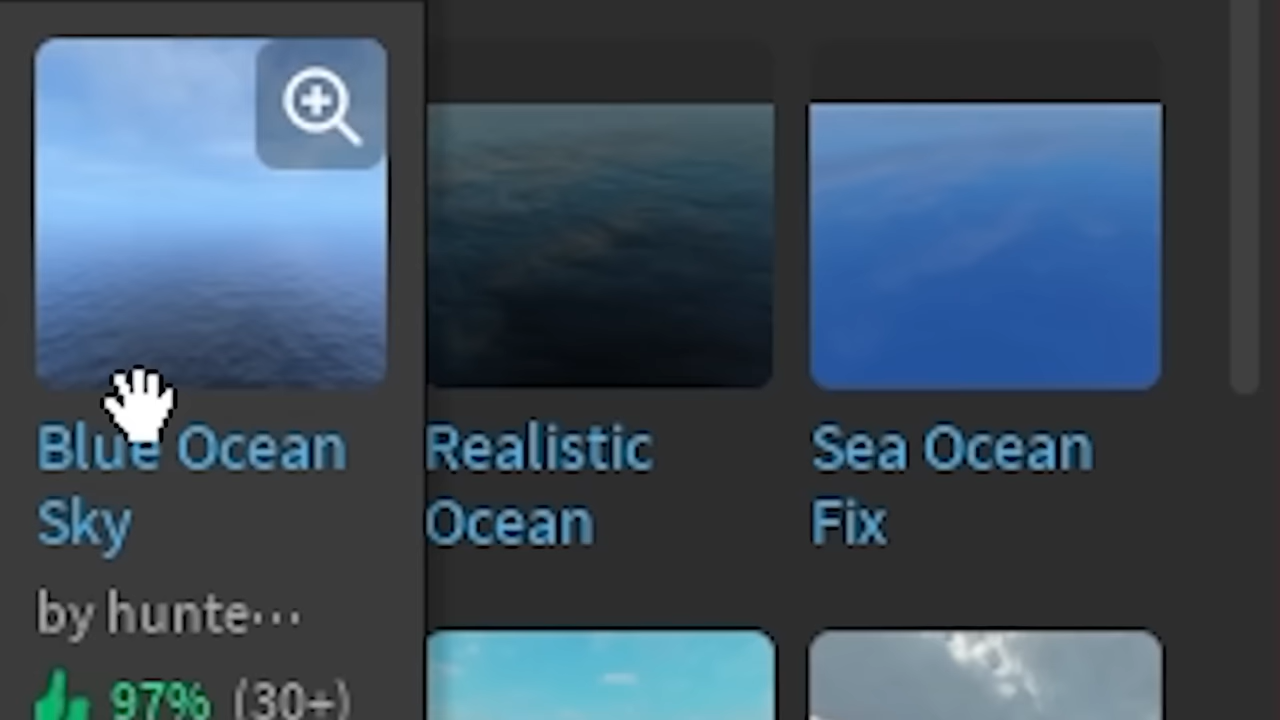 Blue Ocean
Sky
by hunte...
97% (30+)
Realistic
Ocean
Sea Ocean
Fix